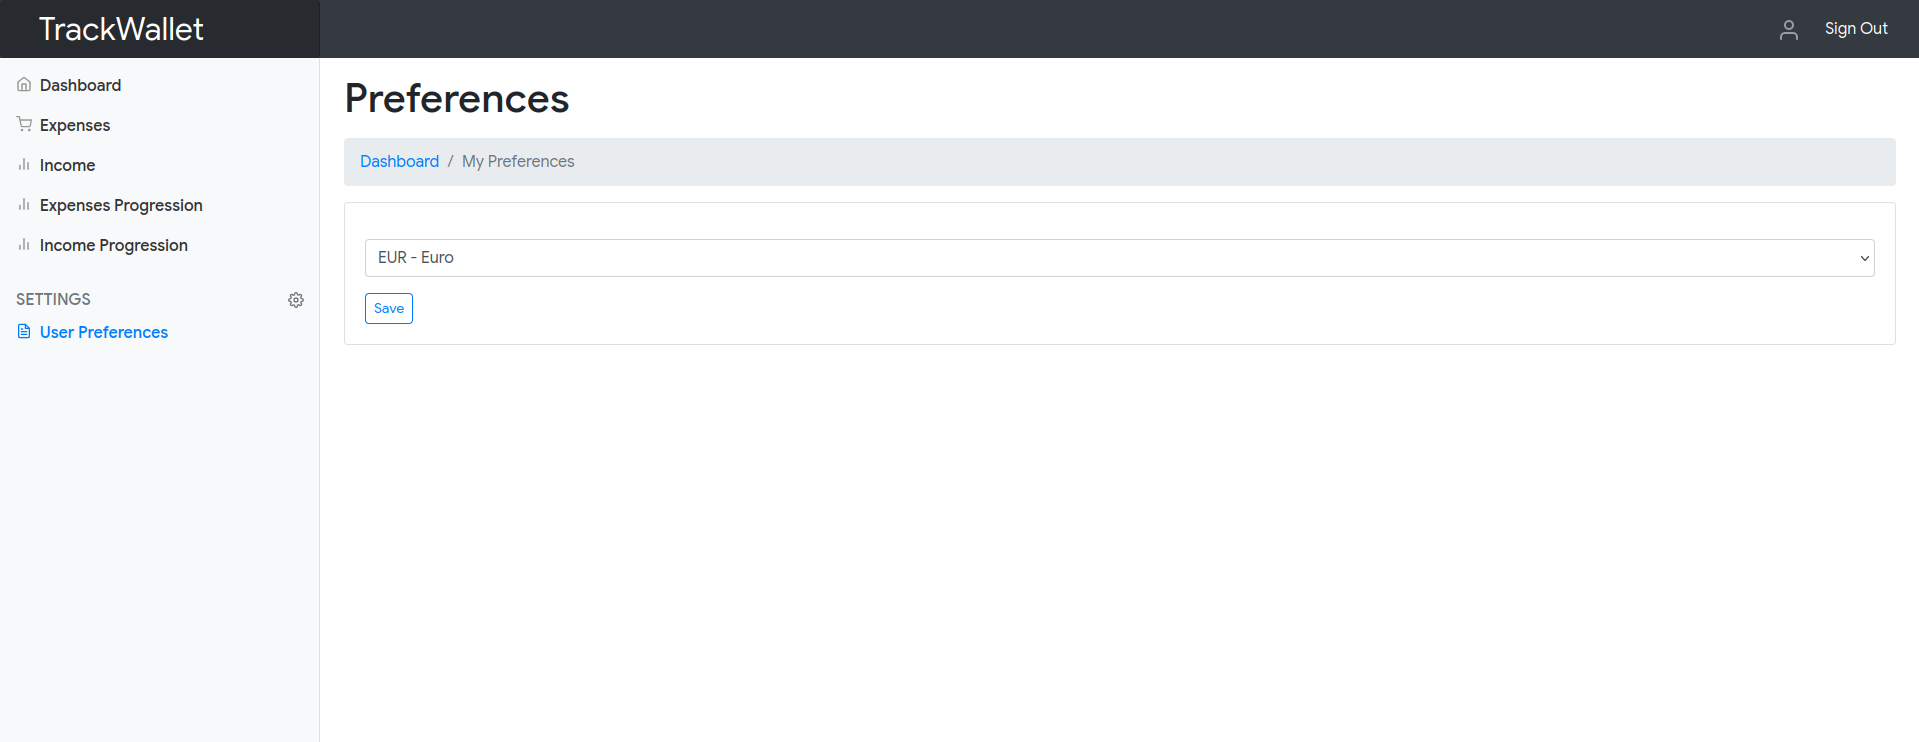 TrackWallet
Sign Out
Dashboard
Expenses
Income
Expenses Progression
Income Progression
SETTINGS
User Preferences
Preferences
Dashboard / My Preferences
EUR - Euro
Save